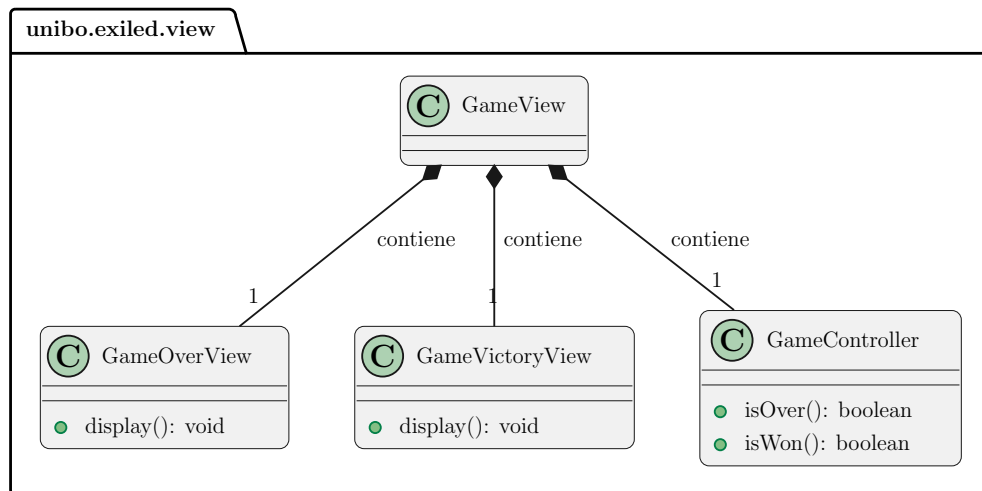 unibo.exiled.view
C GameView
contiene
contiene
contiene
1
1
1
C GameOverView
display(): void
C GameVictoryView
display(): void
C GameController
isOver(): boolean
isWon(): boolean